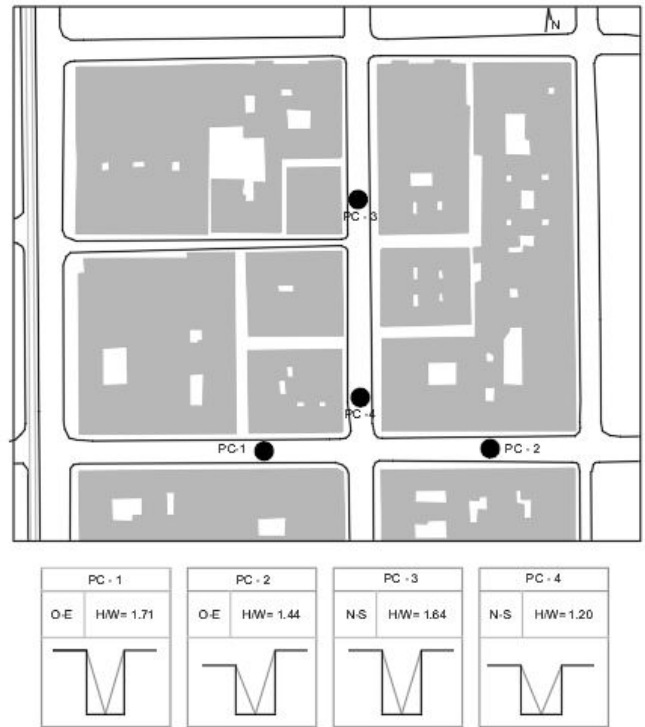 N
PC - 3
PC -4
PC-1
PC - 2
PC - 1
O-E H/W= 1.71
PC - 2
O-E H/W= 1.44
PC - 3
N-S H/W= 1.64
PC - 4
N-S H/W= 1.20